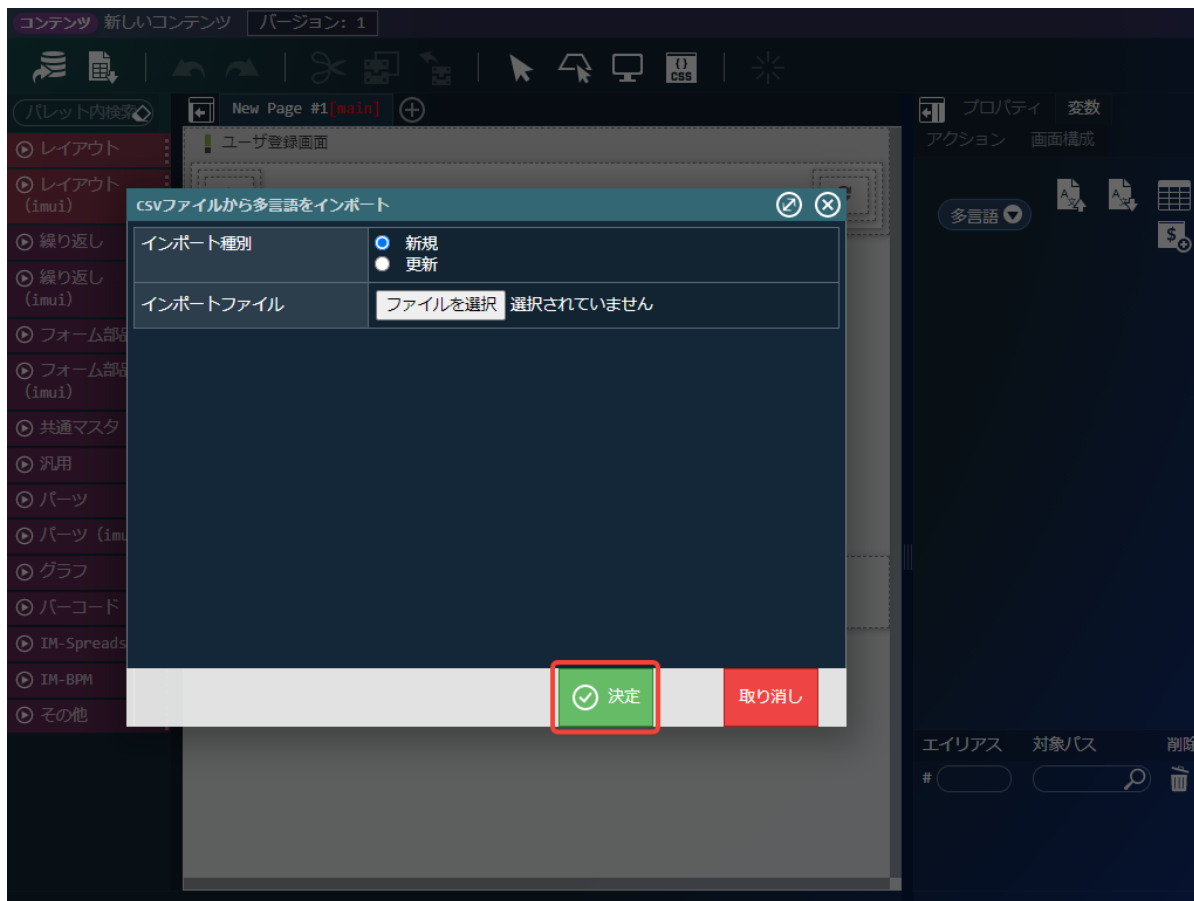 コンテンツ 新しいコンテンツ バージョン: 1
{} CSS
パレット内検索
New Page #1[main]
プロパティ 変数
アクション 画面構成
レイアウト
レイアウト
(imui)
繰り返し
繰り返し
(imui)
フォーム部品
フォーム部品
(imui)
共通マスタ
汎用
パーツ
パーツ (imu
グラフ
バーコード
IM-Spreads
IM-BPM
その他
ユーザ登録画面
CSVファイルから多言語をインポート
インポート種別
新規
更新
インポートファイル ファイルを選択 選択されていません
決定 取り消し
多言語
エイリアス 対象パス 削除
#